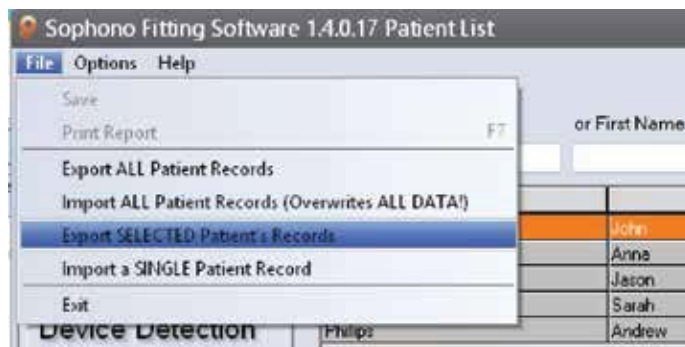 Sophono Fitting Software 1.4.0.17 Patient List
File Options Help
Save
Print Report F7
or First Name
Export ALL Patient Records
Import ALL Patient Records (Overwrites ALL DATA!)
Export SELECTED Patient's Records
John
Anna
Import a SINGLE Patient Record
Jason
Exit
Sarah
Device Detection
Philips Andrew